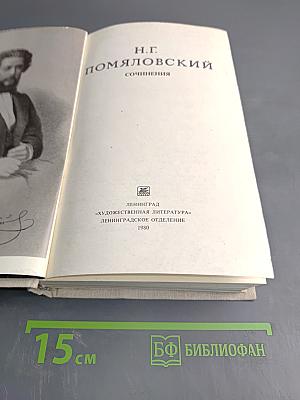 Н.Г.
ПОМЯЛОВСКИЙ
СОЧИНЕНИЯ
ЛЕНИНГРАД
«ХУДОЖЕСТВЕННАЯ ЛИТЕРАТУРА»
ЛЕНИНГРАДСКОЕ ОТДЕЛЕНИЕ
1980
15 см
БФ БИБЛИОФАН